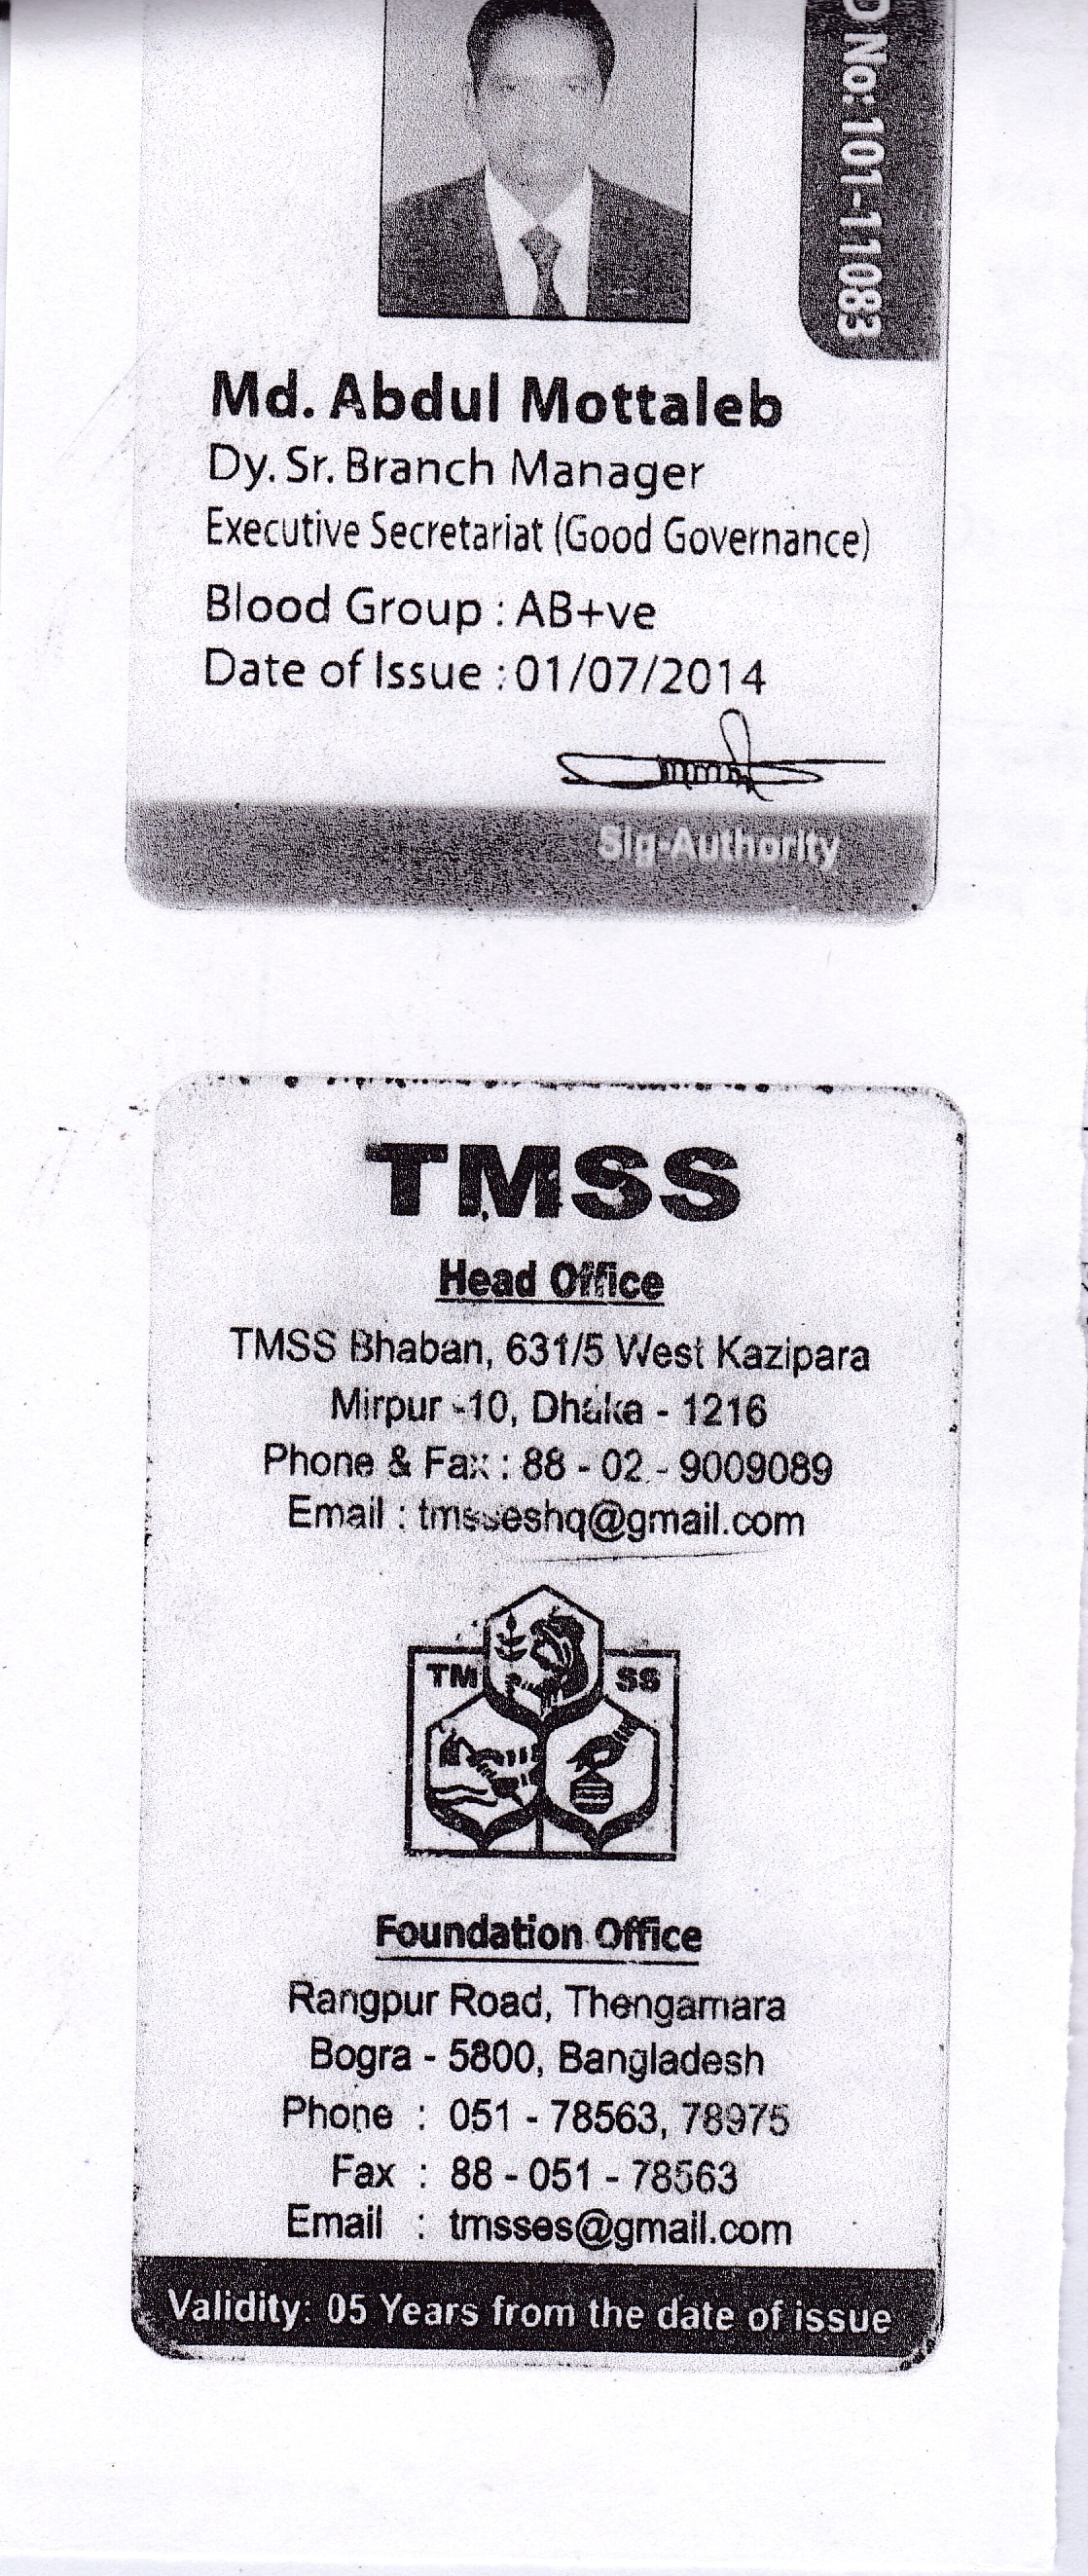 D No: 101-11083
Md. Abdul Mottaleb
Dy. Sr. Branch Manager
Executive Secretariat (Good Governance)
Blood Group : AB+ve
Date of Issue : 01/07/2014
Sig-Authority
TMSS
Head Office
TMSS Bhaban, 631/5 West Kazipara
Mirpur -10, Dhaka - 1216
Phone & Fax : 88 - 02 - 9009089
Email : tmsseshq@gmail.com
TM SS
Foundation Office
Rangpur Road, Thengamara
Bogra - 5800, Bangladesh
Phone : 051 - 78563, 78975
Fax : 88 - 051 - 78563
Email : tmsses@gmail.com
Validity: 05 Years from the date of issue